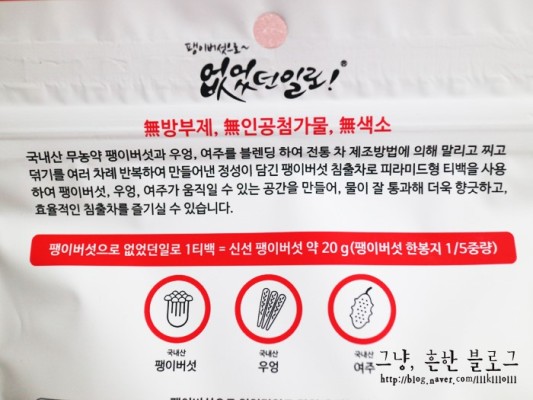 팽이버섯으로~
없었던일로!®
無방부제, 無인공첨가물, 無색소
국내산 무농약 팽이버섯과 우엉, 여주를 블렌딩 하여 전통 차 제조방법에 의해 말리고 찌고
덖기를 여러 차례 반복하여 만들어낸 정성이 담긴 팽이버섯 침출차로 피라미드형 티백을 사용
하여 팽이버섯, 우엉, 여주가 움직일 수 있는 공간을 만들어, 물이 잘 통과해 더욱 향긋하고,
효율적인 침출차를 즐기실 수 있습니다.
팽이버섯으로 없었던일로 1티백 = 신선 팽이버섯 약 20g(팽이버섯 한봉지 1/5중량)
국내산
팽이버섯
국내산
우엉
국내산
여주
그냥, 흔한 블로그